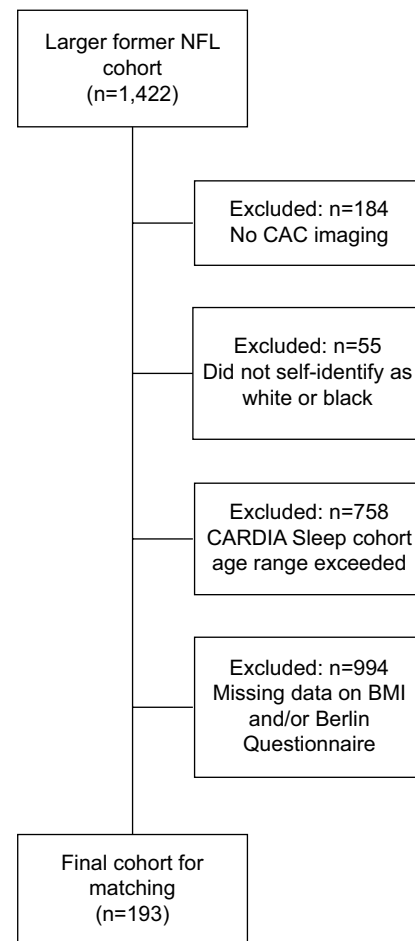 Larger former NFL
cohort
(n=1,422)
Excluded: n=184
No CAC imaging
Excluded: n=55
Did not self-identify as
white or black
Excluded: n=758
CARDIA Sleep cohort
age range exceeded
Excluded: n=994
Missing data on BMI
and/or Berlin
Questionnaire
Final cohort for
matching
(n=193)